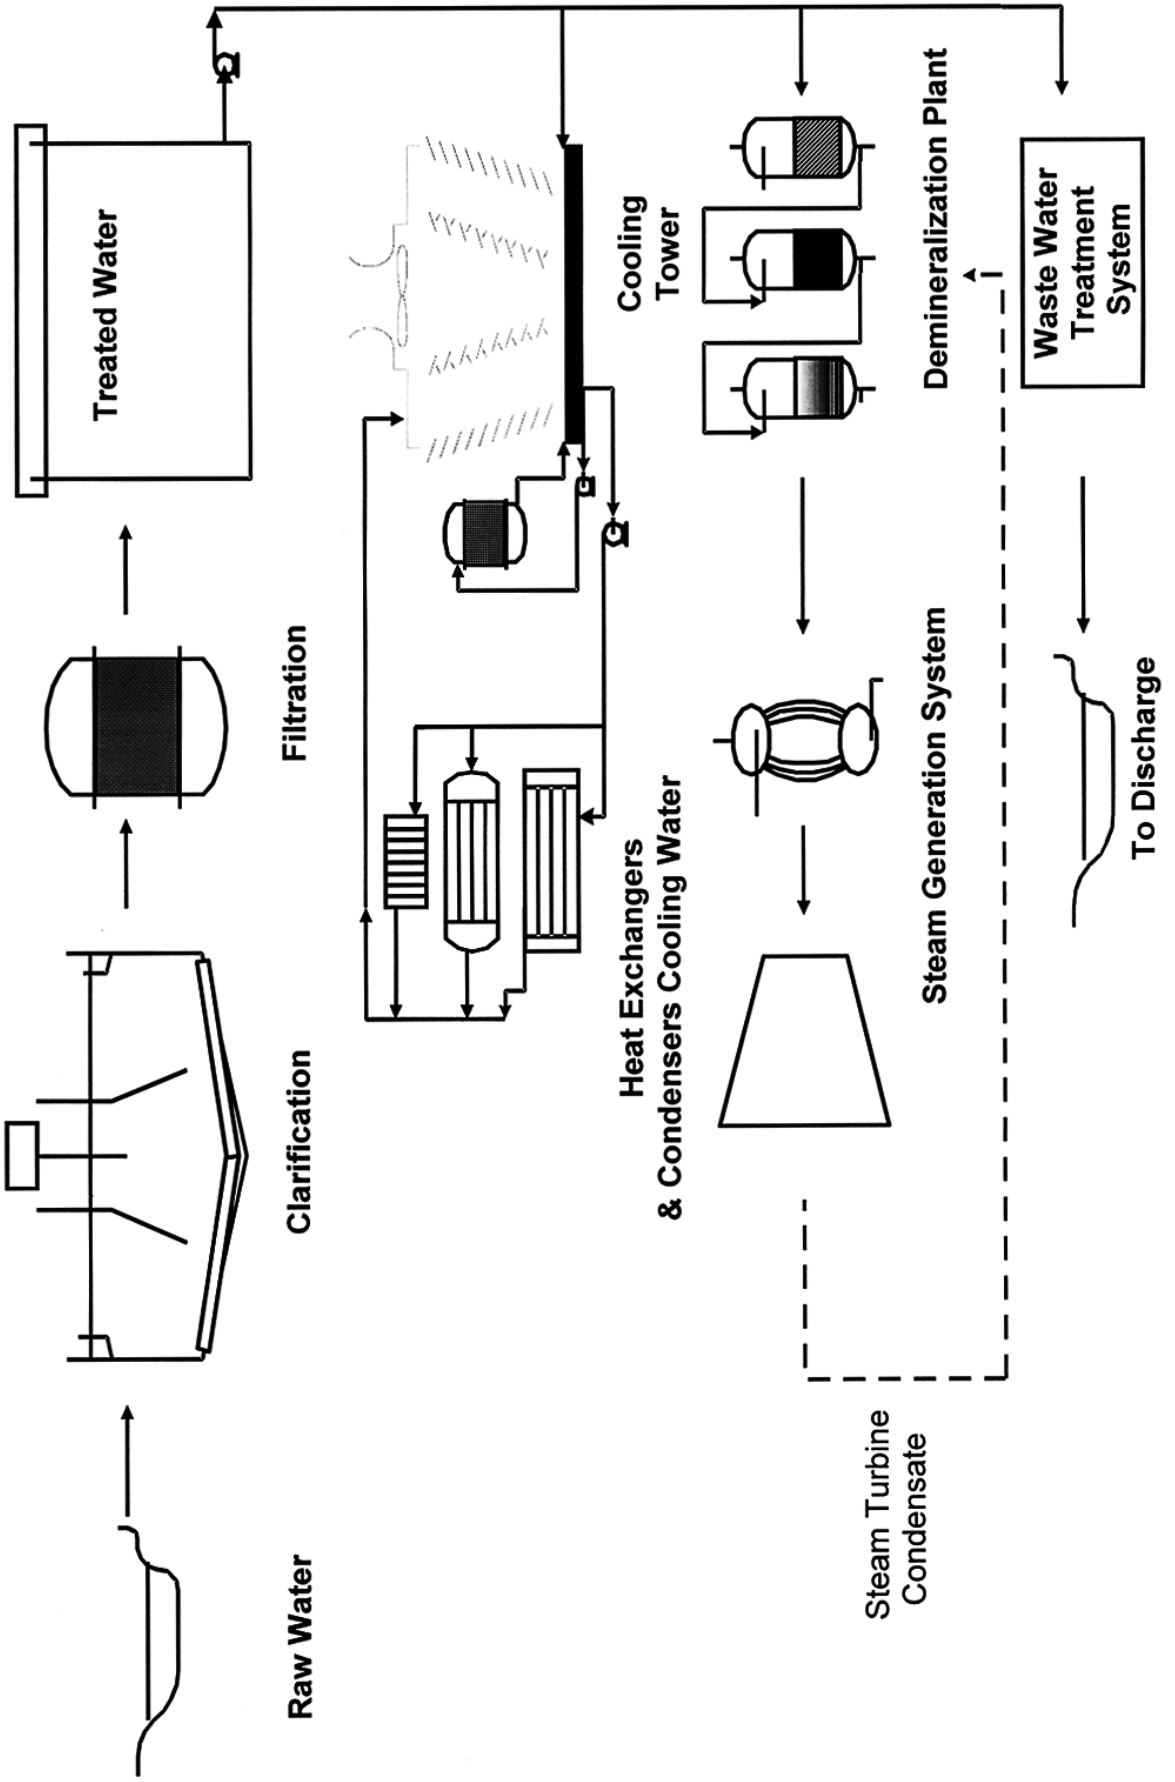 Raw Water
Clarification
Filtration
Treated Water
Heat Exchangers
& Condensers Cooling Water
Cooling
Tower
Steam Turbine
Condensate
Steam Generation System
Demineralization Plant
To Discharge
Waste Water
Treatment
System